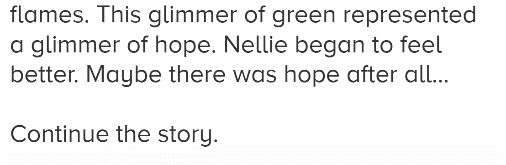 flames. This glimmer of green represented
a glimmer of hope. Nellie began to feel
better. Maybe there was hope after all...
Continue the story.